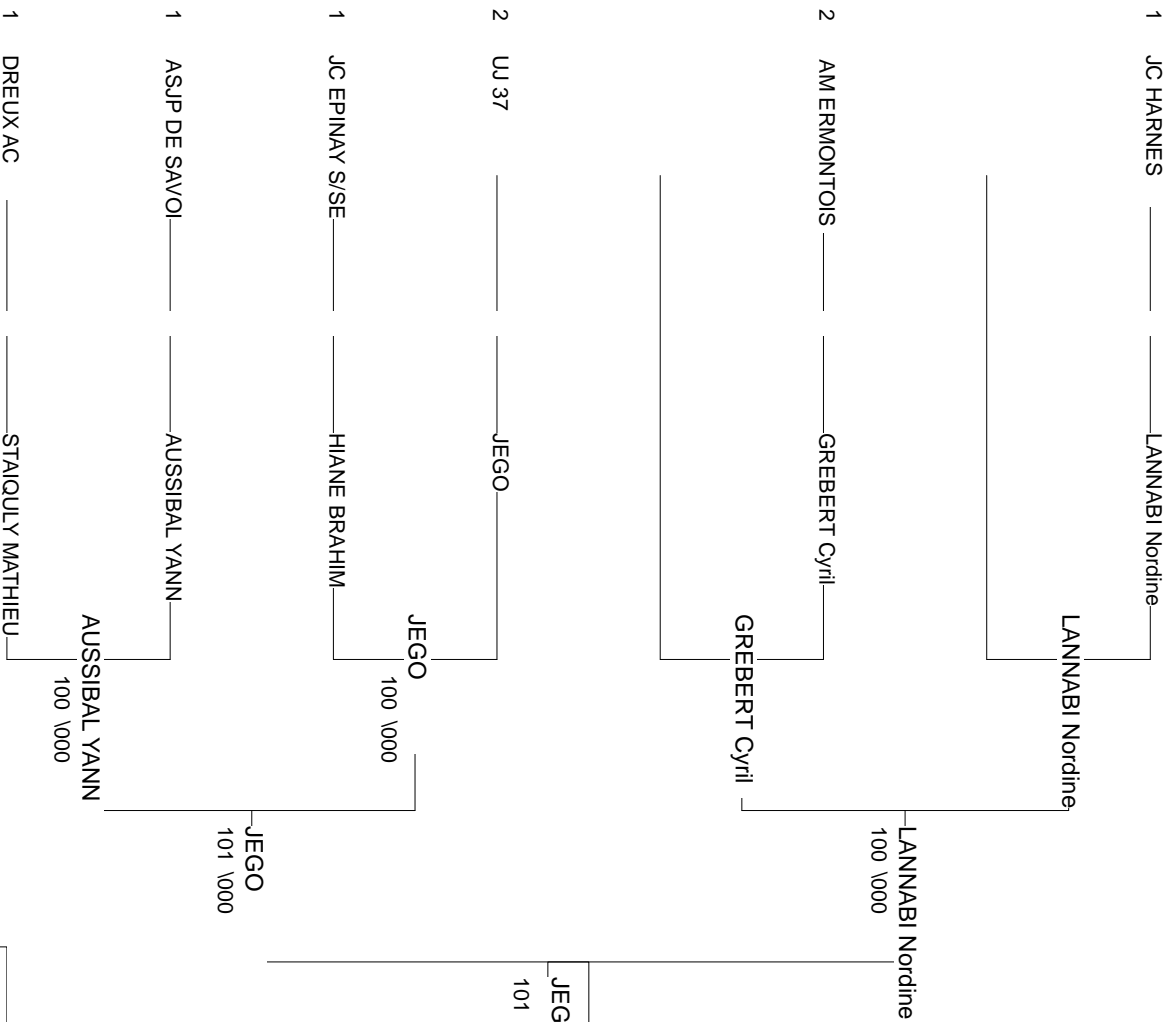 1 JC HARNES LANNABI Nordine
LANNABI Nordine
LANNABI Nordine
100 \000
2 AM ERMONTOIS GREBERT Cyril
GREBERT Cyril
2 UJ 37 JEGO
JEGO
100 \000
JEG
101
1 JC EPINAY S/SE HIANE BRAHIM
JEGO
101 \000
1 ASJP DE SAVOI AUSSIBAL YANN
AUSSIBAL YANN
100 \000
1 DREUX AC STAIQULY MATHIEU